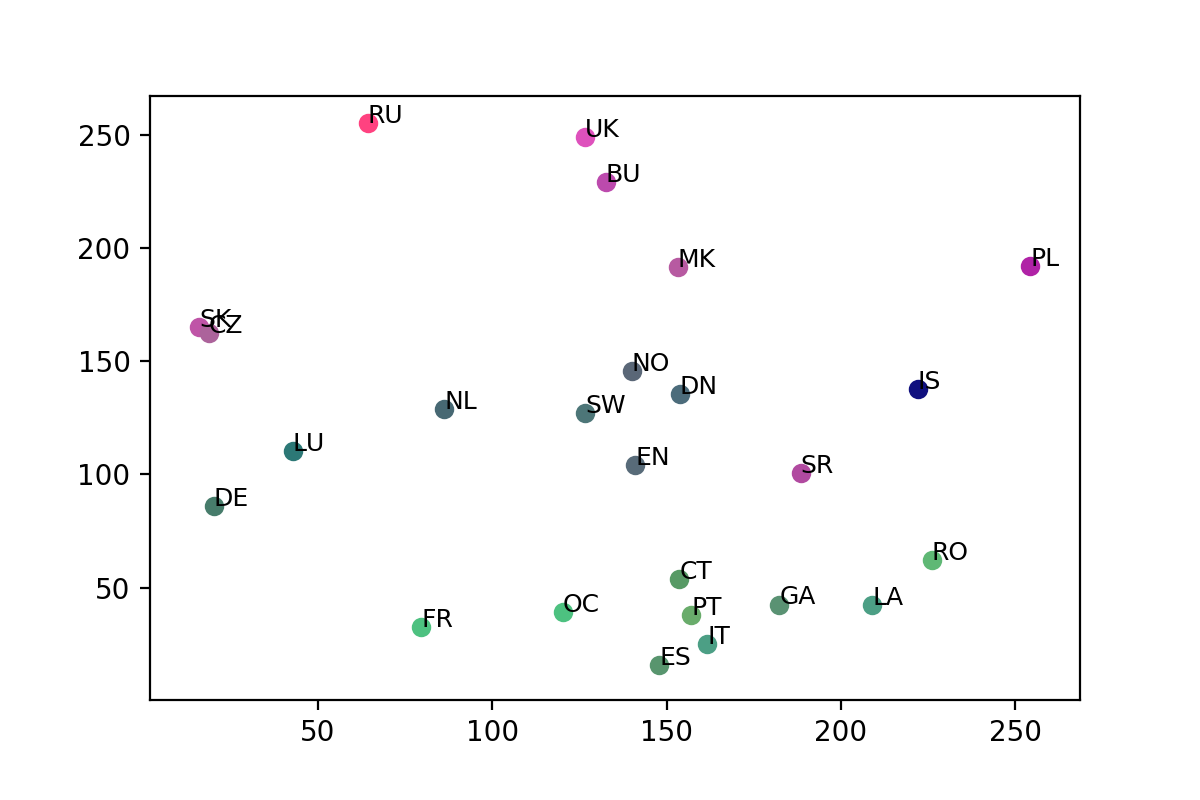 RU
UK
250
BU
200
MK
PL
SK
CZ
150
NO
DN
IS
NL
SW
LU
100
EN
SR
DE
RO
CT
50
GA
LA
OC
PT
FR
IT
ES
50 100 150 200 250